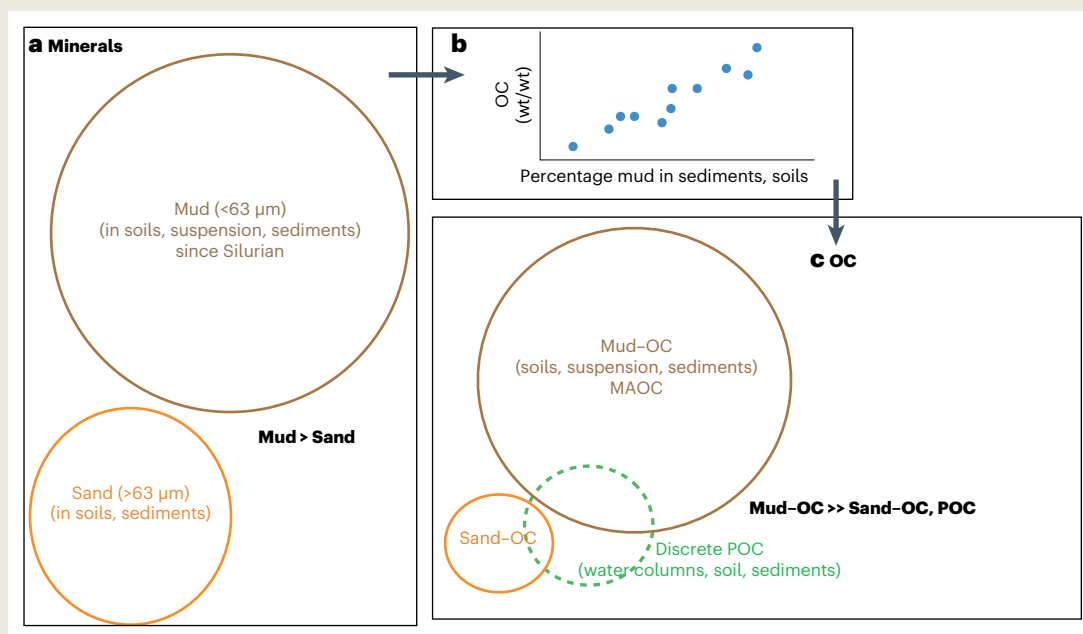 a Minerals
Mud (<63 μm)
(in soils, suspension, sediments)
since Silurian
Mud > Sand
Sand (>63 μm)
(in soils, sediments)
b
OC
(wt/wt)
Percentage mud in sediments, soils
c OC
Mud–OC
(soils, suspension, sediments)
MAOC
Mud–OC >> Sand–OC, POC
Sand–OC
Discrete POC
(water columns, soil, sediments)